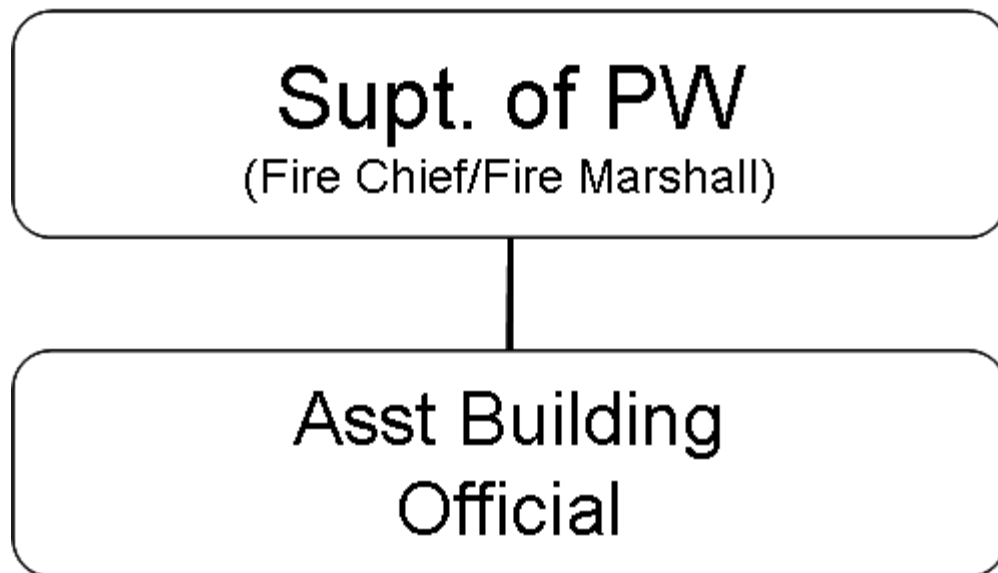 Supt. of PW
(Fire Chief/Fire Marshall)
Asst Building
Official